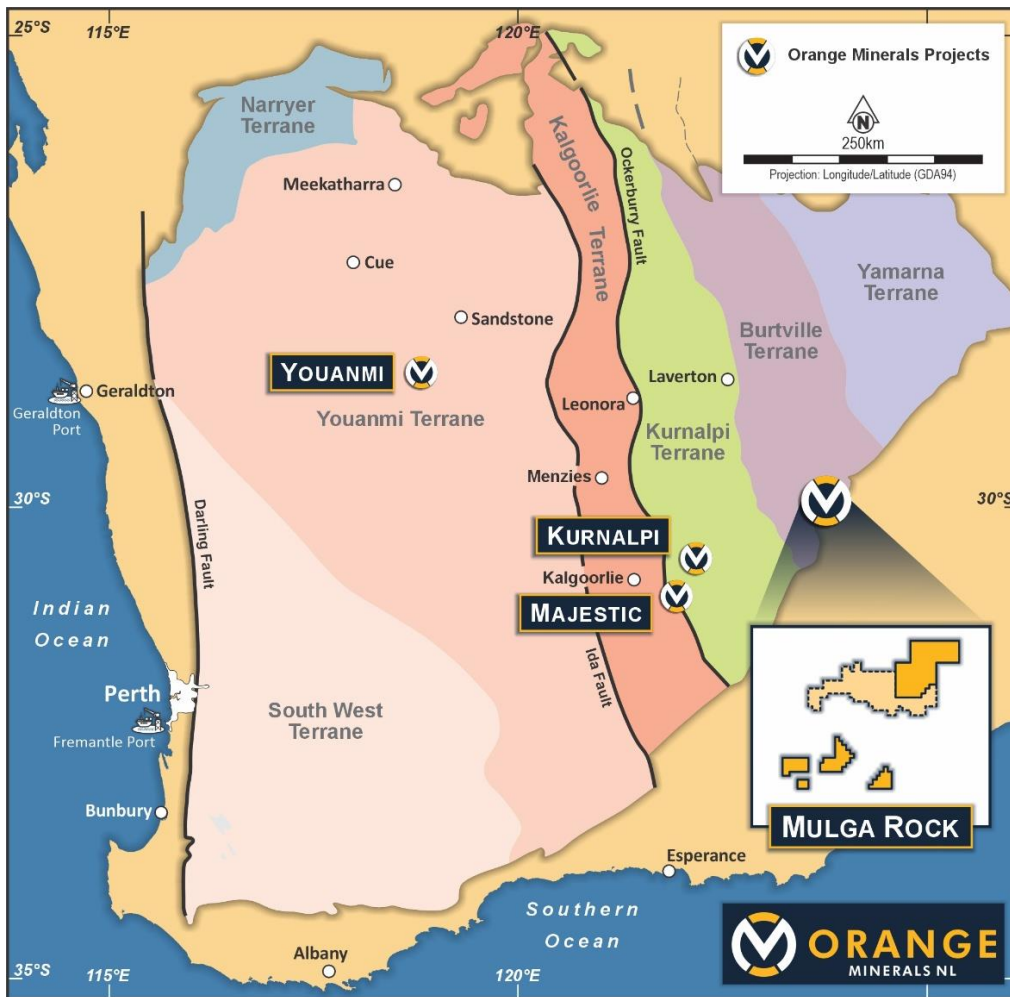 25°S
115°E
120°E
Orange Minerals Projects
N
250km
Projection: Longitude/Latitude (GDA94)
Narryer
Terrane
Kalgoorlie
Terrane
Ockerburry Fault
Meekatharra
Cue
Sandstone
Yamarna
Terrane
Burtville
Terrane
YOUANMI
Youanmi Terrane
Geraldton
Geraldton
Port
Laverton
Leonora
Kurnalpi
Terrane
Menzies
30°S
30°S
Darling Fault
KURNALPI
Kalgoorlie
MAJESTIC
Ida Fault
Indian
Ocean
Perth
Fremantle Port
South West
Terrane
Bunbury
MULGA ROCK
Esperance
Southern
Ocean
Albany
ORANGE
MINERALS NL
35°S
115°E
120°E